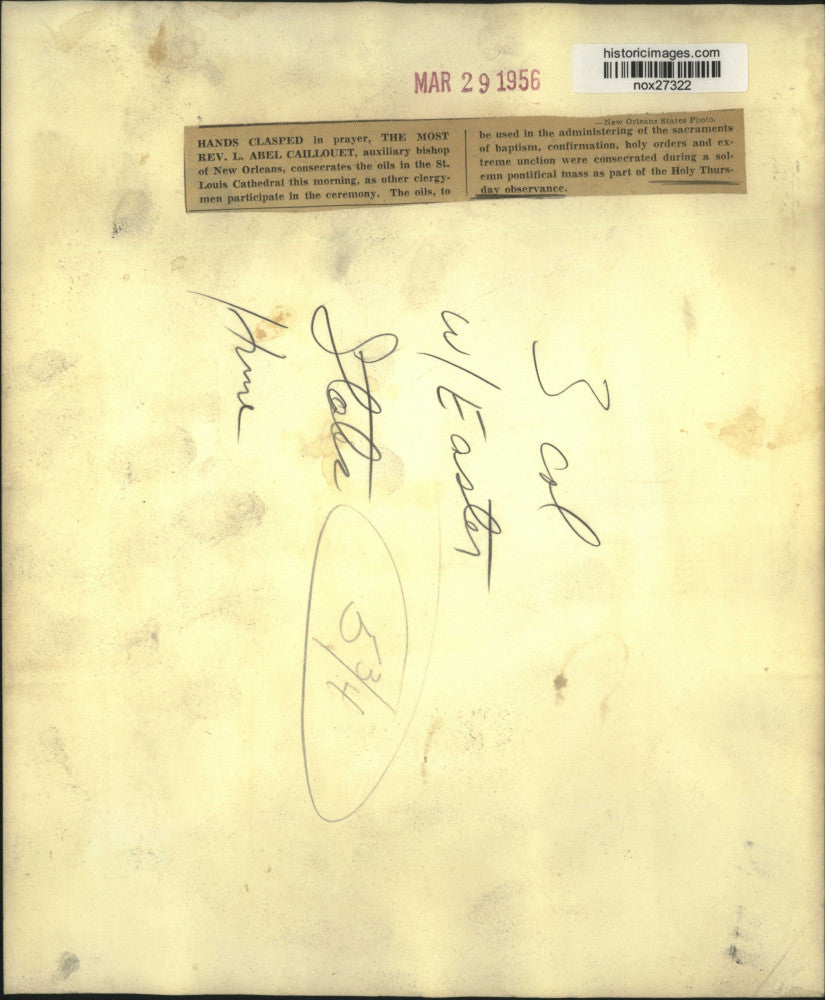 historicimages.com
nox27322
MAR 29 1956
HANDS CLASPED in prayer, THE MOST
REV. L. ABEL CAILLOUET, auxiliary bishop
of New Orleans, consecrates the oils in the St.
Louis Cathedral this morning, as other clergy-
men participate in the ceremony. The oils, to
—New Orleans States Photo.
be used in the administering of the sacraments
of baptism, confirmation, holy orders and ex-
treme unction were consecrated during a sol-
emn pontifical mass as part of the Holy Thurs-
day observance.
3 col
w/Easter
States
5 3/4